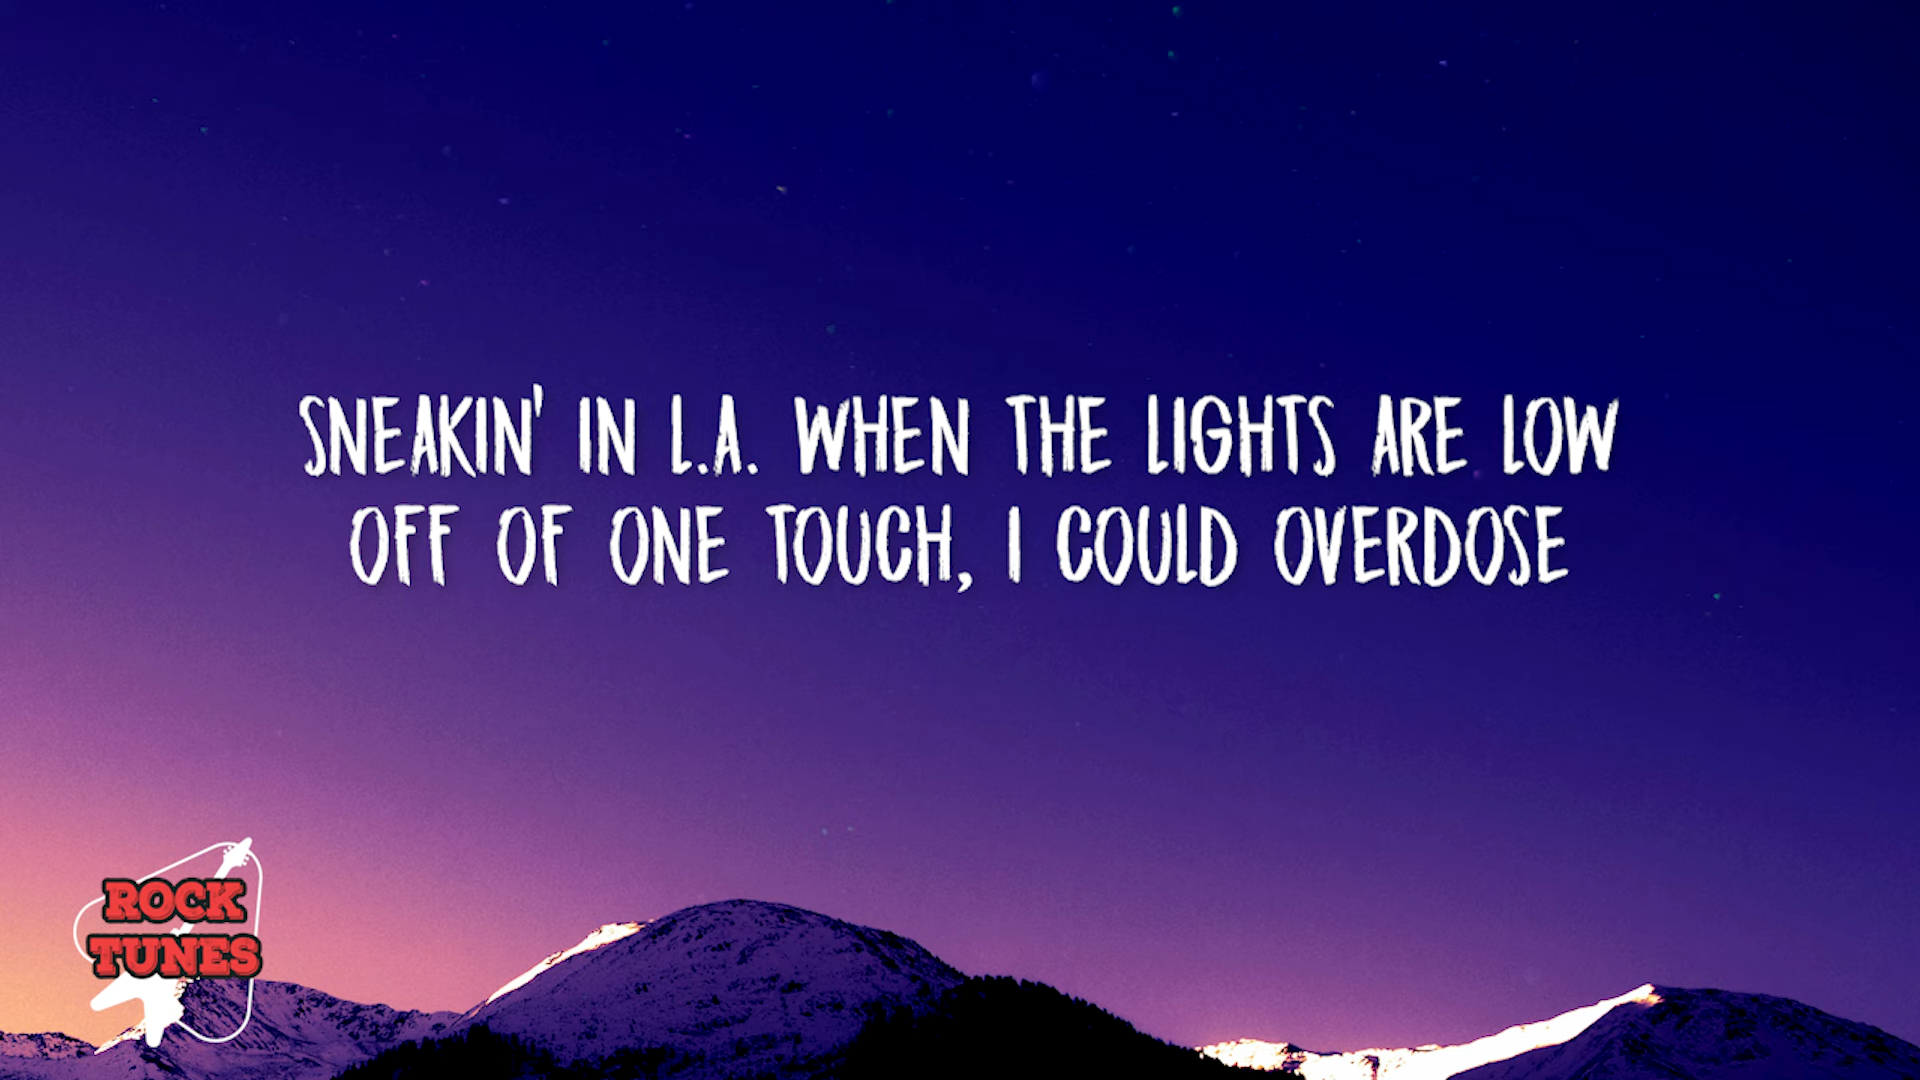 SNEAKIN' IN L.A. WHEN THE LIGHTS ARE LOW
OFF OF ONE TOUCH, I COULD OVERDOSE
ROCK
TUNES